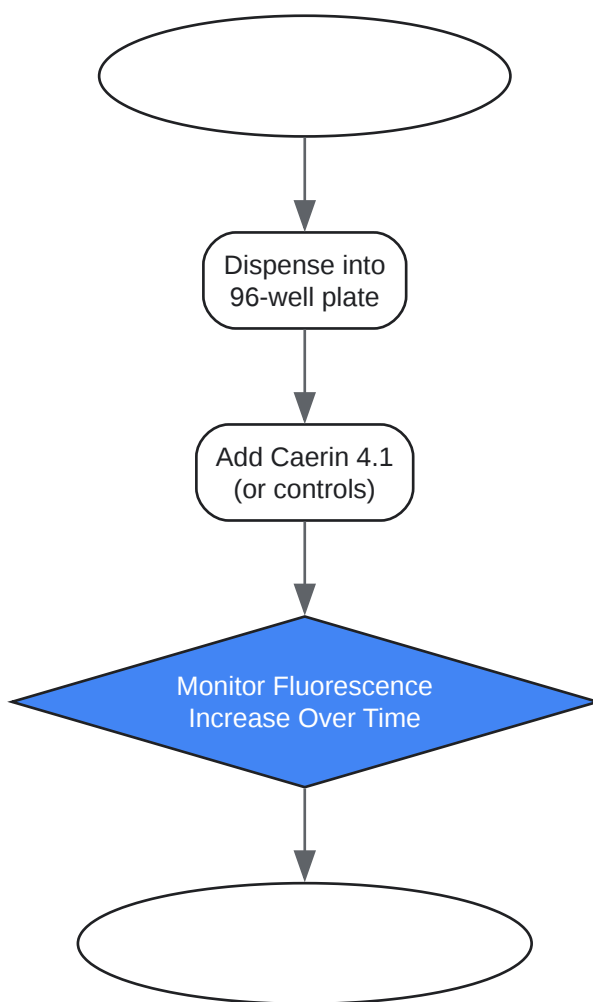 Dispense into
96-well plate
Add Caerin 4.1
(or controls)
Monitor Fluorescence
Increase Over Time